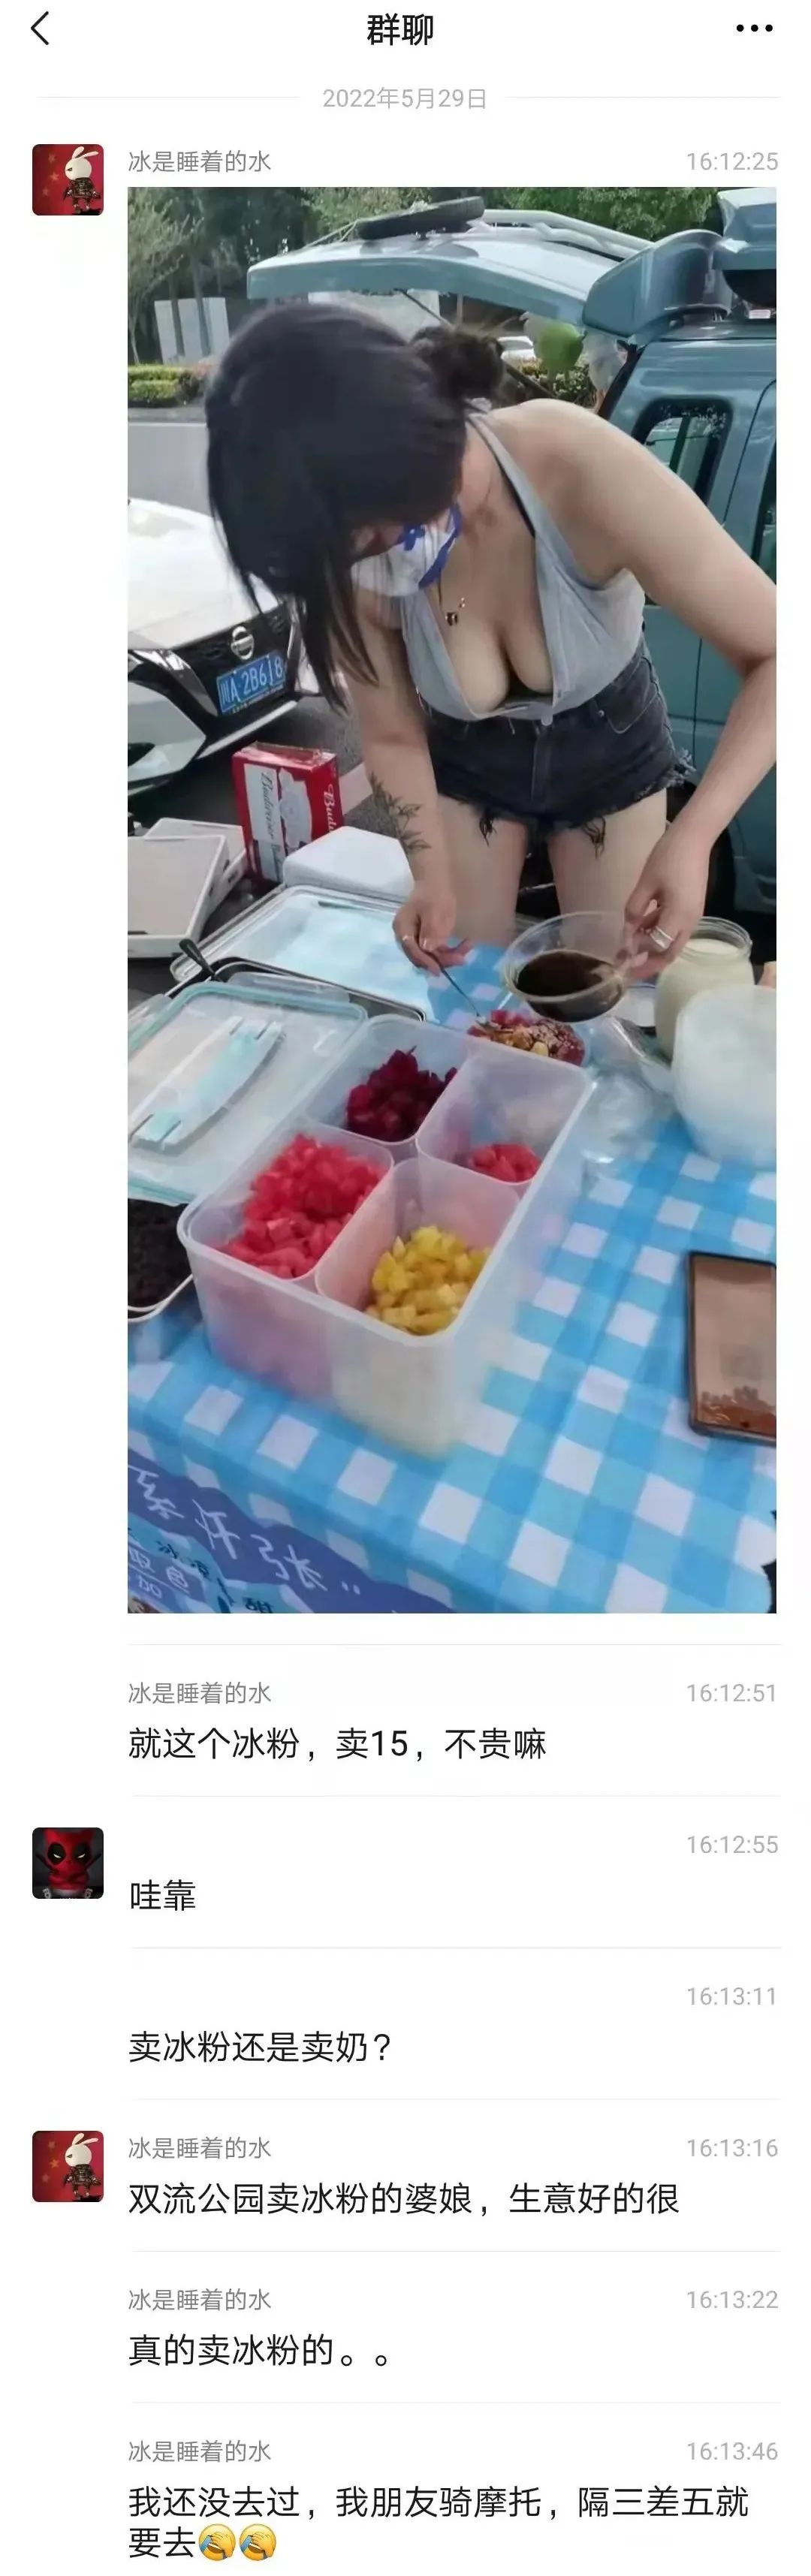 群聊
2022年5月29日
冰是睡着的水 16:12:25
川A 2B618
Budweiser
系列
冰是睡着的水 16:12:51
就这个冰粉，卖15，不贵嘛
16:12:55
哇靠
16:13:11
卖冰粉还是卖奶？
冰是睡着的水 16:13:16
双流公园卖冰粉的婆娘，生意好的很
冰是睡着的水 16:13:22
真的卖冰粉的。。
冰是睡着的水 16:13:46
我还没去过，我朋友骑摩托，隔三差五就
要去🤦🤦